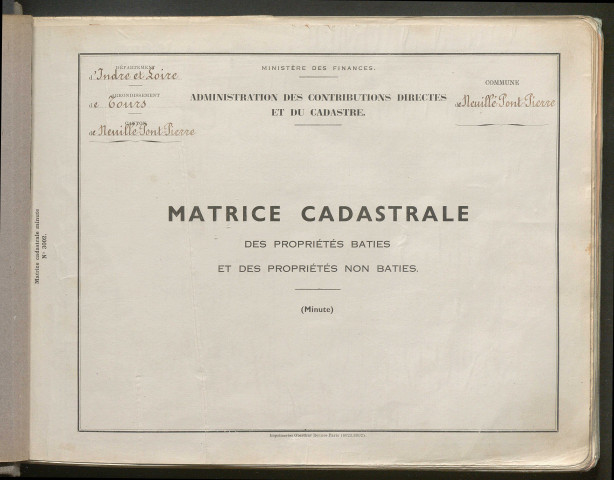 DÉPARTEMENT
d'Indre et Loire
ARRONDISSEMENT
de Tours
CANTON
de Neuillé Pont Pierre
MINISTÈRE DES FINANCES.
ADMINISTRATION DES CONTRIBUTIONS DIRECTES
ET DU CADASTRE.
COMMUNE
de Neuillé-Pont-Pierre
Matrice cadastrale minute
MATRICE CADASTRALE
DES PROPRIÉTÉS BATIES
ET DES PROPRIÉTÉS NON BATIES.
(Minute)